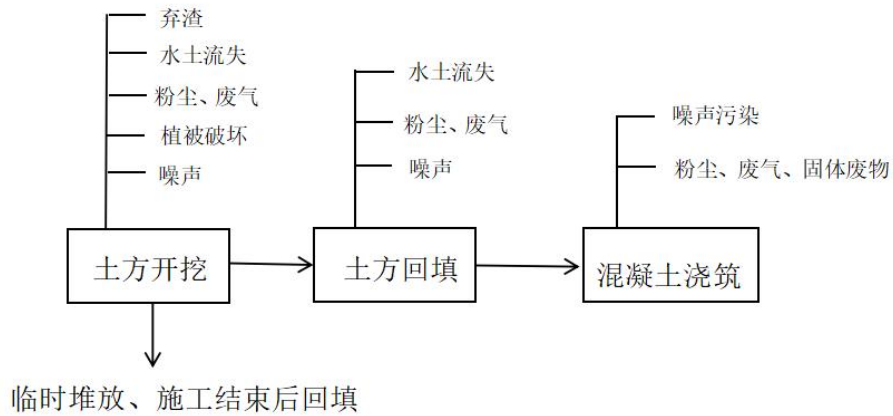 弃渣
水土流失
粉尘、废气
植被破坏
噪声
水土流失
粉尘、废气
噪声
噪声污染
粉尘、废气、固体废物
土方开挖
土方回填
混凝土浇筑
临时堆放、施工结束后回填